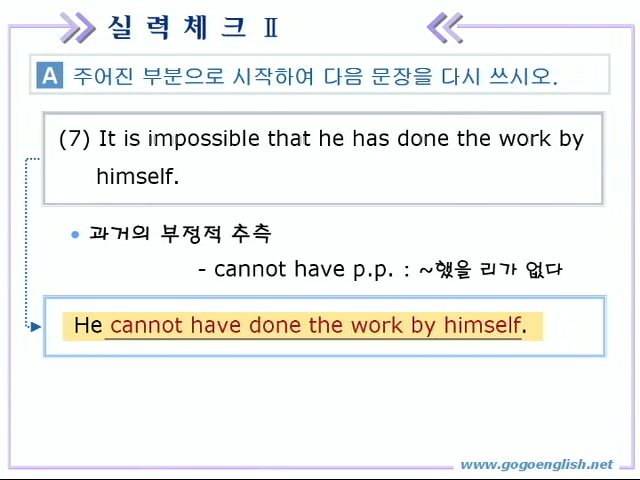 실력체크 Ⅱ
A 주어진 부분으로 시작하여 다음 문장을 다시 쓰시오.
(7) It is impossible that he has done the work by
himself.
• 과거의 부정적 추측
- cannot have p.p. : ~했을 리가 없다
He cannot have done the work by himself.
www.gogoenglish.net